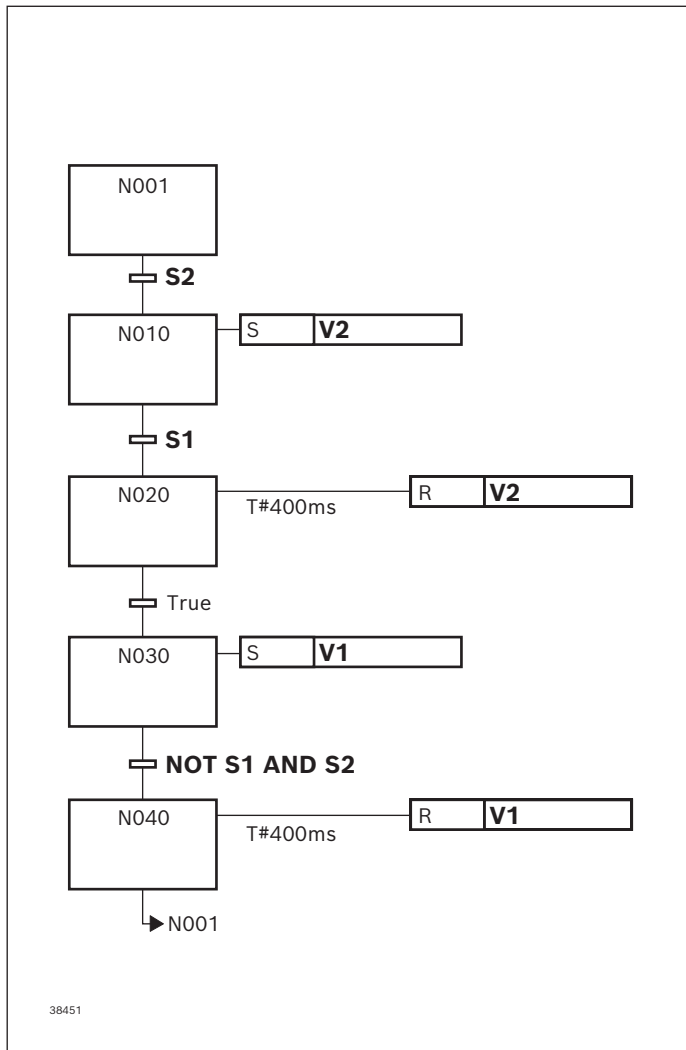 N001
S2
N010
S V2
S1
N020
R V2
T#400ms
True
N030
S V1
NOT S1 AND S2
N040
R V1
T#400ms
N001
38451